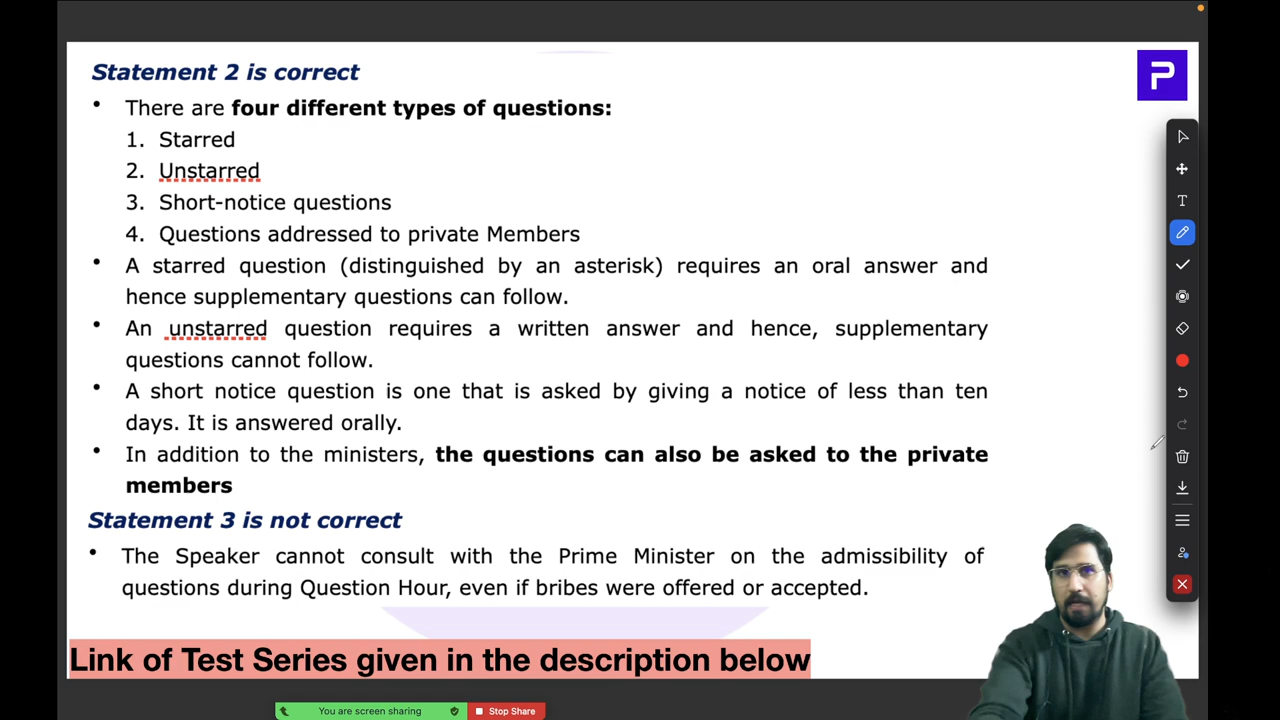 Statement 2 is correct
• There are four different types of questions:
1. Starred
2. Unstarred
3. Short-notice questions
4. Questions addressed to private Members
• A starred question (distinguished by an asterisk) requires an oral answer and
hence supplementary questions can follow.
• An unstarred question requires a written answer and hence, supplementary
questions cannot follow.
• A short notice question is one that is asked by giving a notice of less than ten
days. It is answered orally.
• In addition to the ministers, the questions can also be asked to the private
members
Statement 3 is not correct
• The Speaker cannot consult with the Prime Minister on the admissibility of
questions during Question Hour, even if bribes were offered or accepted.
Link of Test Series given in the description below
You are screen sharing
Stop Share
P
T